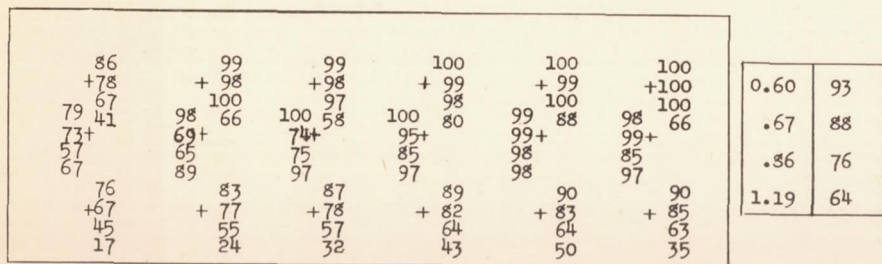 86 99 99 100 100 100
+78 + 98 +98 + 99 + 99 +100
67 100 97 98 100 100
79 41 98 66 100 58 100 80 99 88 98 66
73+ 69+ 74+ 95+ 99+ 99+
57 65 75 85 98 85
67 89 97 97 98 97
76 83 87 89 90 90
+67 + 77 +78 + 82 + 83 + 85
45 55 57 64 64 63
17 24 32 43 50 35
0.60 93
.67 88
.86 76
1.19 64